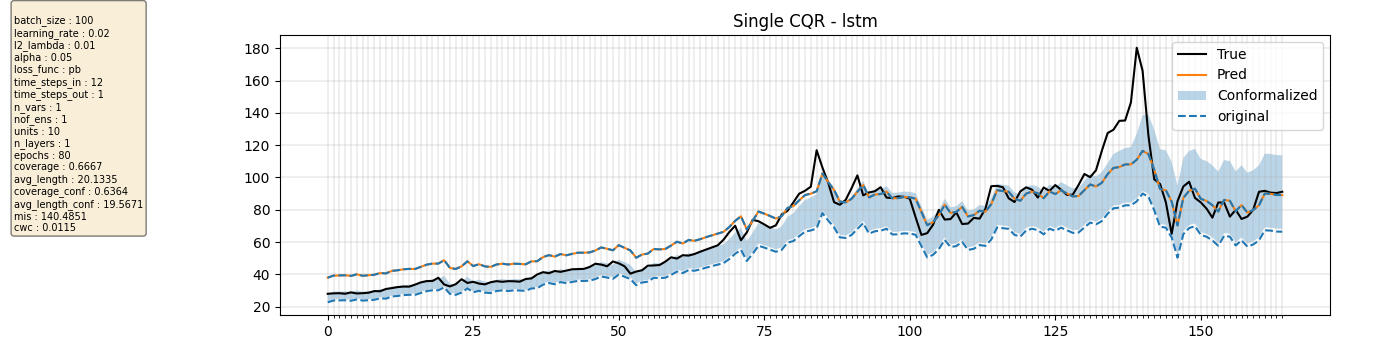 batch_size : 100
learning_rate : 0.02
l2_lambda : 0.01
alpha : 0.05
loss_func : pb
time_steps_in : 12
time_steps_out : 1
n_vars : 1
nof_ens : 1
units : 10
n_layers : 1
epochs : 80
coverage : 0.6667
avg_length : 20.1335
coverage_conf : 0.6364
avg_length_conf : 19.5671
mis : 140.4851
cwc : 0.0115
Single CQR - lstm
180
160
140
120
100
80
60
40
20
True
Pred
Conformalized
original
0 25 50 75 100 125 150